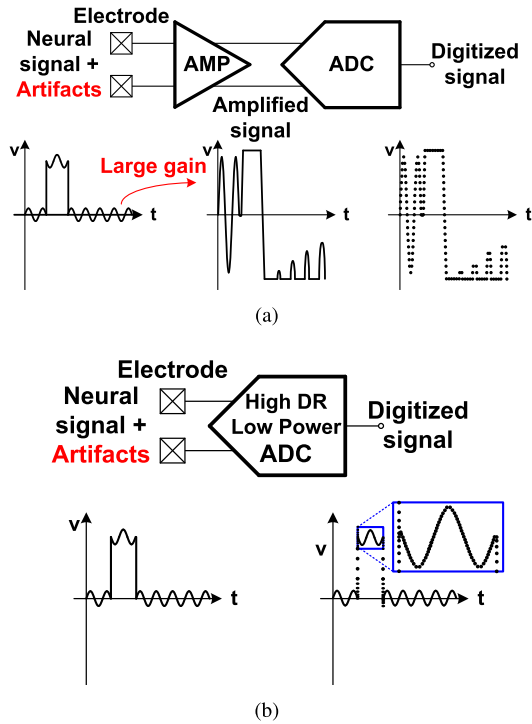 Electrode
Neural
signal +
Artifacts
AMP
ADC
Digitized
signal
Amplified
signal
v
Large gain
t
v
t
v
t
(a)
Electrode
Neural
signal +
Artifacts
High DR
Low Power
ADC
Digitized
signal
v
t
v
t
(b)